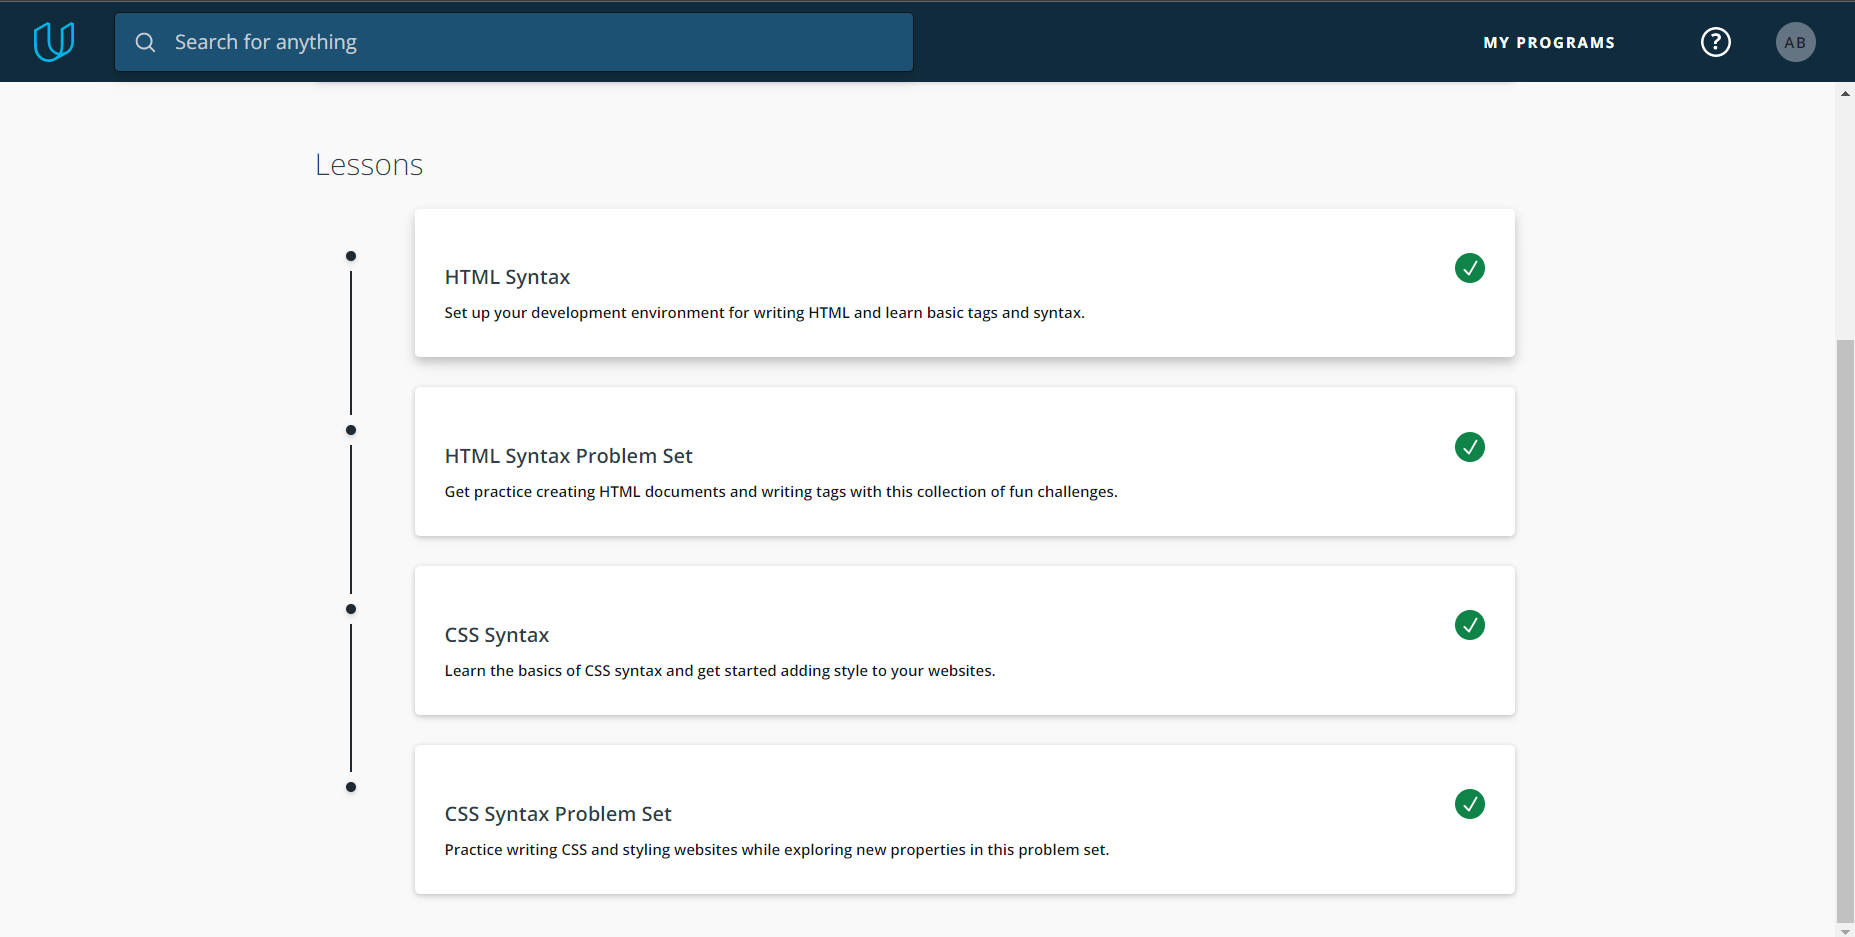 Search for anything
MY PROGRAMS
?
AB
Lessons
HTML Syntax
Set up your development environment for writing HTML and learn basic tags and syntax.
HTML Syntax Problem Set
Get practice creating HTML documents and writing tags with this collection of fun challenges.
CSS Syntax
Learn the basics of CSS syntax and get started adding style to your websites.
CSS Syntax Problem Set
Practice writing CSS and styling websites while exploring new properties in this problem set.